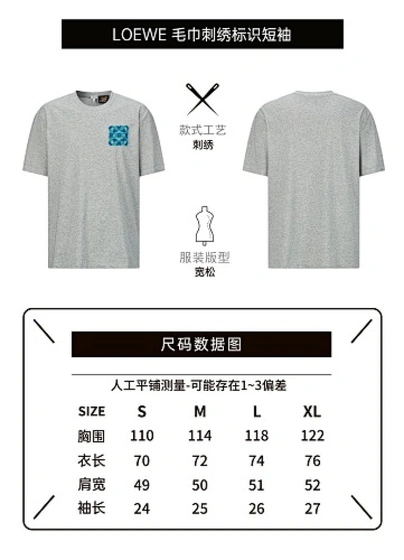 LOEWE 毛巾刺绣标识短袖
款式工艺
刺绣
服装版型
宽松
尺码数据图
人工平铺测量-可能存在1~3偏差
SIZE S M L XL
胸围 110 114 118 122
衣长 70 72 74 76
肩宽 49 50 51 52
袖长 24 25 26 27